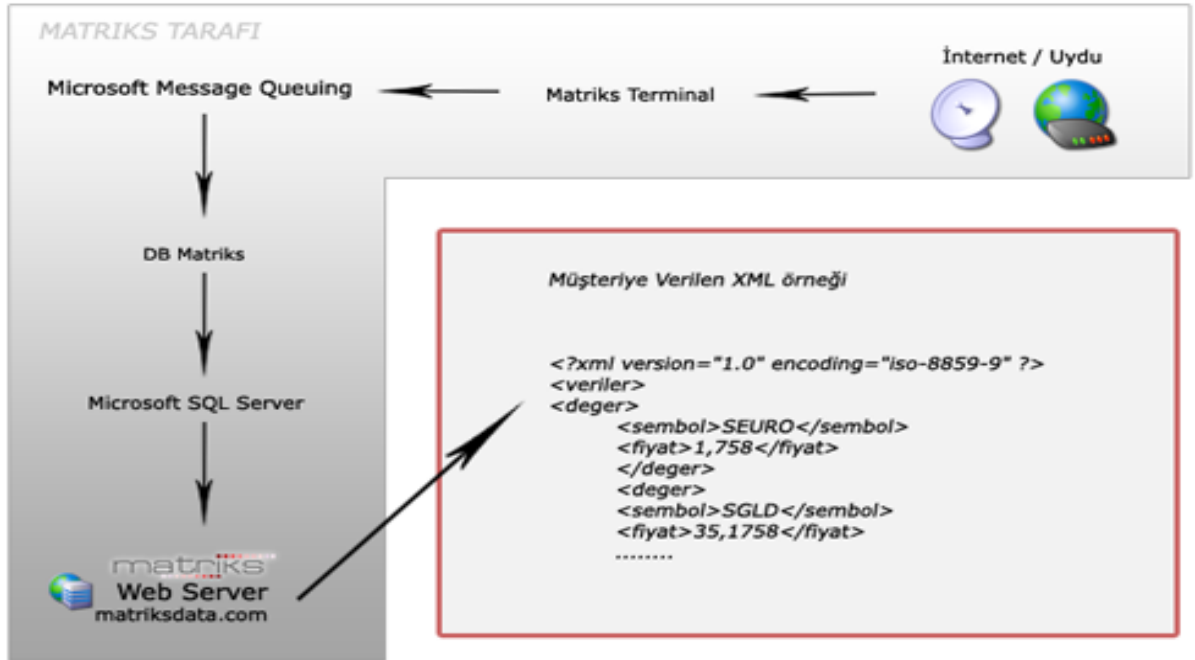 MATRIKS TARAFI
İnternet / Uydu
Microsoft Message Queuing
Matriks Terminal
DB Matriks
Microsoft SQL Server
matriks
Web Server
matriksdata.com
Müşteriye Verilen XML örneği
<?xml version="1.0" encoding="iso-8859-9" ?>
<veriler>
<deger>
<sembol>SEURO</sembol>
<fiyat>1,758</fiyat>
</deger>
<deger>
<sembol>SGLD</sembol>
<fiyat>35,1758</fiyat>
........